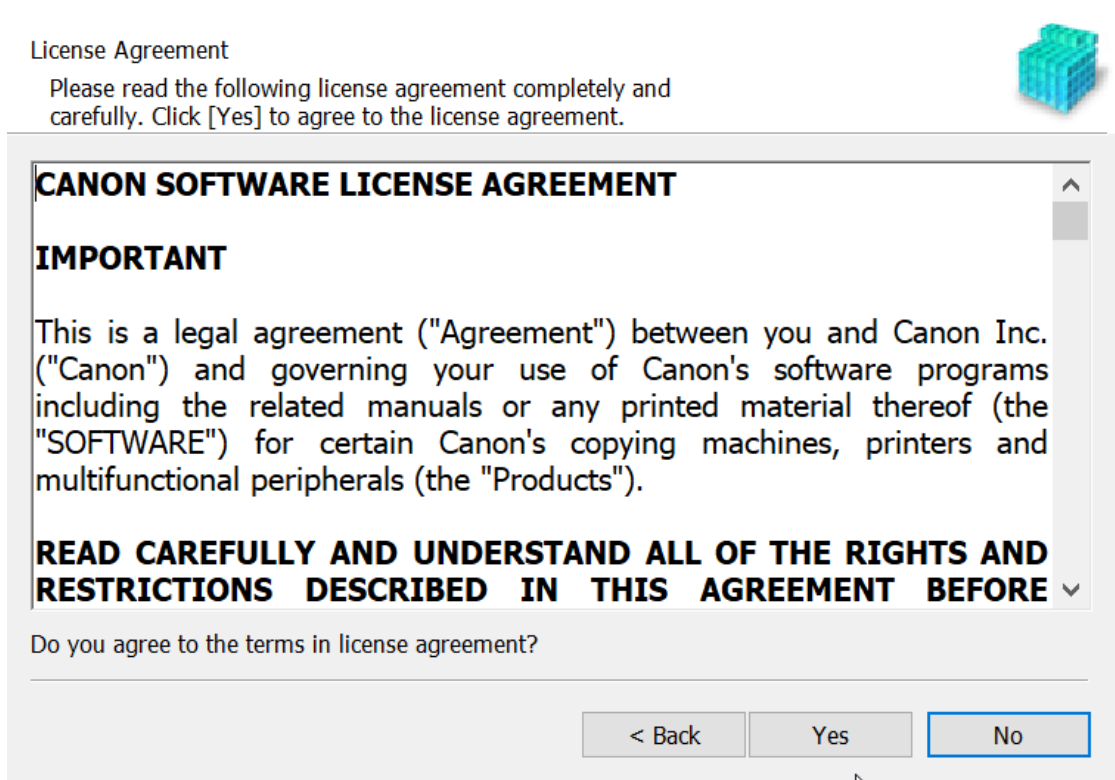 License Agreement
Please read the following license agreement completely and
carefully. Click [Yes] to agree to the license agreement.
CANON SOFTWARE LICENSE AGREEMENT
IMPORTANT
This is a legal agreement ("Agreement") between you and Canon Inc.
("Canon") and governing your use of Canon's software programs
including the related manuals or any printed material thereof (the
"SOFTWARE") for certain Canon's copying machines, printers and
multifunctional peripherals (the "Products").
READ CAREFULLY AND UNDERSTAND ALL OF THE RIGHTS AND
RESTRICTIONS DESCRIBED IN THIS AGREEMENT BEFORE
Do you agree to the terms in license agreement?
< Back Yes No